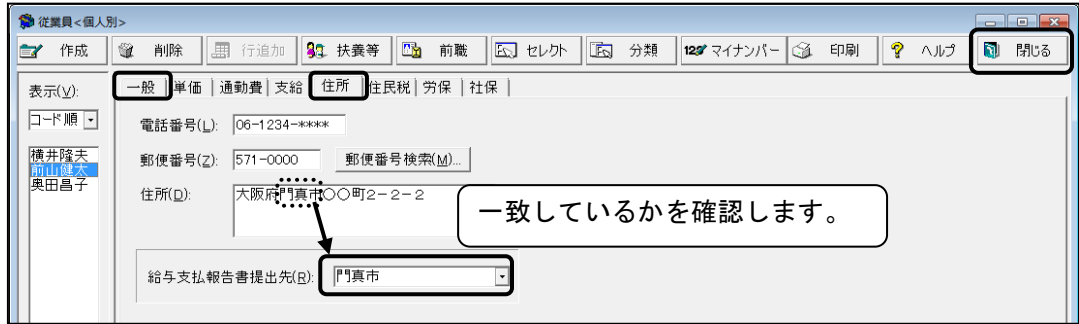 従業員<個人別>
作成 削除 行追加 扶養等 前職 セレクト 分類 123 マイナンバー 印刷 ? ヘルプ 閉じる
表示(V):
コード順
横井隆夫
前山健太
奥田昌子
一般 単価 通勤費 支給 住所 住民税 労保 社保
電話番号(L): 06-1234-****
郵便番号(Z): 571-0000 郵便番号検索(M)...
住所(D): 大阪府門真市○○町2-2-2
一致しているかを確認します。
給与支払報告書提出先(R): 門真市